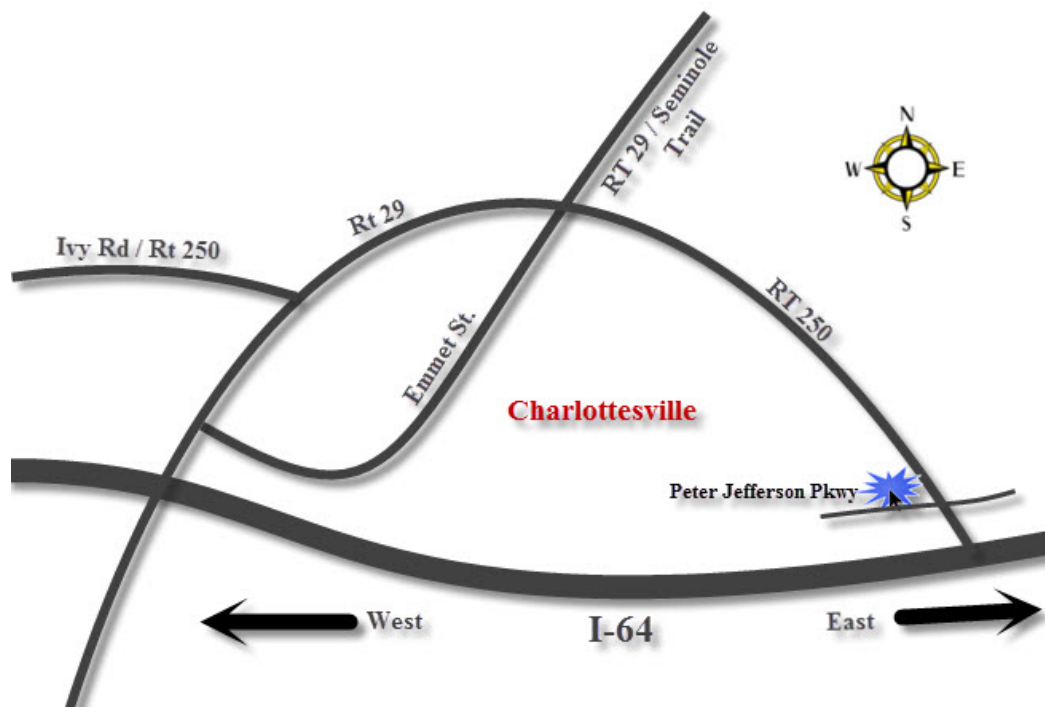 RT 29 / Seminole
Trail
N
W
E
S
Rt 29
Ivy Rd / Rt 250
RT 250
Emmet St.
Charlottesville
Peter Jefferson Pkwy
West
I-64
East